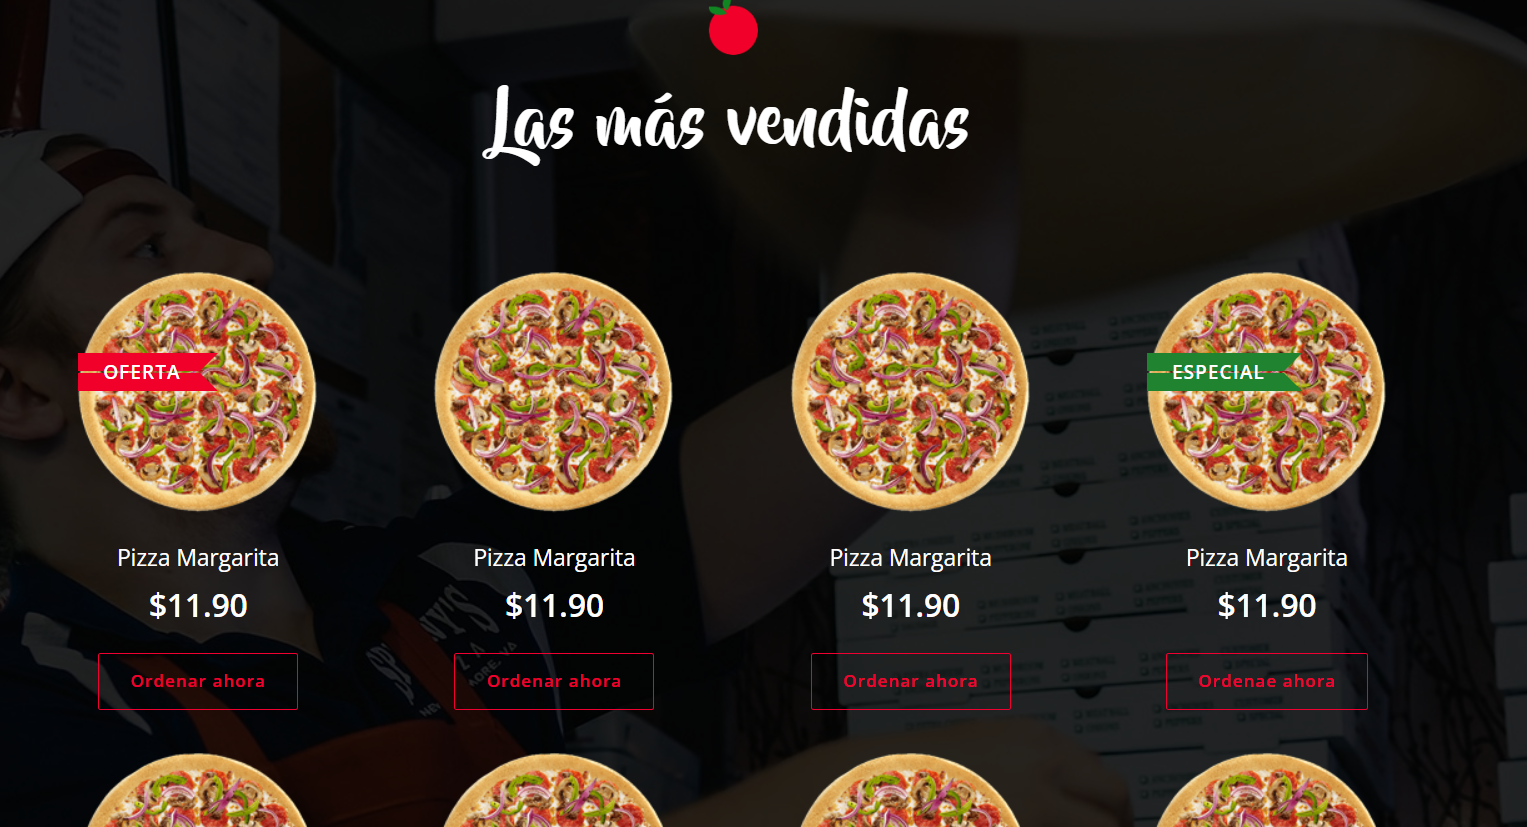 Las más vendidas
OFERTA
ESPECIAL
Pizza Margarita
Pizza Margarita
Pizza Margarita
Pizza Margarita
$11.90
$11.90
$11.90
$11.90
Ordenar ahora
Ordenar ahora
Ordenar ahora
Ordenae ahora